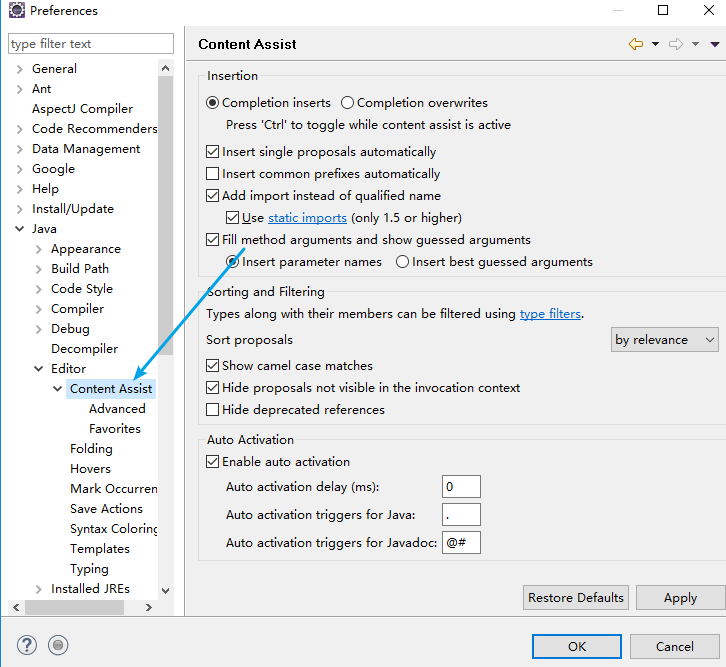 Preferences
type filter text
General
Ant
AspectJ Compiler
Code Recommenders
Data Management
Google
Help
Install/Update
Java
Appearance
Build Path
Code Style
Compiler
Debug
Decompiler
Editor
Content Assist
Advanced
Favorites
Folding
Hovers
Mark Occurren
Save Actions
Syntax Coloring
Templates
Typing
Installed JREs
Content Assist
Insertion
Completion inserts Completion overwrites
Press 'Ctrl' to toggle while content assist is active
Insert single proposals automatically
Insert common prefixes automatically
Add import instead of qualified name
Use static imports (only 1.5 or higher)
Fill method arguments and show guessed arguments
Insert parameter names Insert best guessed arguments
Sorting and Filtering
Types along with their members can be filtered using type filters.
Sort proposals by relevance
Show camel case matches
Hide proposals not visible in the invocation context
Hide deprecated references
Auto Activation
Enable auto activation
Auto activation delay (ms): 0
Auto activation triggers for Java: .
Auto activation triggers for Javadoc: @#
Restore Defaults Apply
? OK Cancel